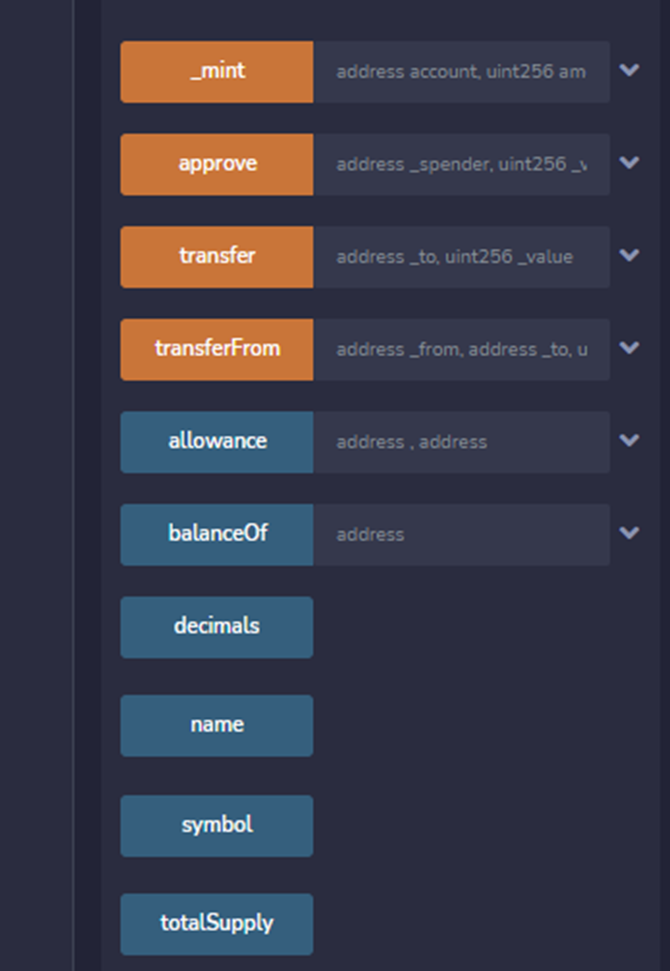 _mint address account, uint256 am
approve address _spender, uint256 _v
transfer address _to, uint256 _value
transferFrom address _from, address _to, u
allowance address , address
balanceOf address
decimals
name
symbol
totalSupply